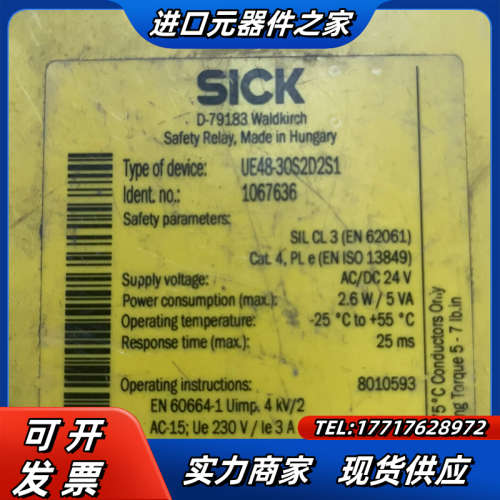 进口元器件之家
SICK
D-79183 Waldkirch
Safety Relay, Made in Hungary
Type of device: UE48-30S2D2S1
Ident. no.: 1067636
Safety parameters:
SIL CL 3 (EN 62061)
Cat. 4, PL e (EN ISO 13849)
Supply voltage: AC/DC 24 V
Power consumption (max.): 2.6 W / 5 VA
Operating temperature: -25 °C to +55 °C
Response time (max.): 25 ms
Operating instructions: 8010593
EN 60664-1 Uimp. 4 kV/2
AC-15; Ue 230 V / Ie 3 A
5 °C Conductors Only
ng Torque 5 - 7 lb.in
可开发票
TEL:17717628972
实力商家 现货供应